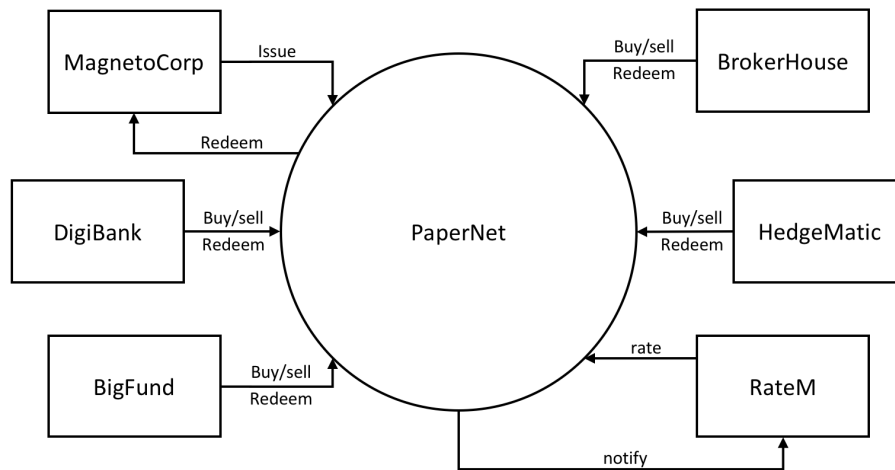 MagnetoCorp
Issue
Redeem
Buy/sell
Redeem
BrokerHouse
DigiBank
Buy/sell
Redeem
PaperNet
Buy/sell
Redeem
HedgeMatic
BigFund
Buy/sell
Redeem
rate
RateM
notify